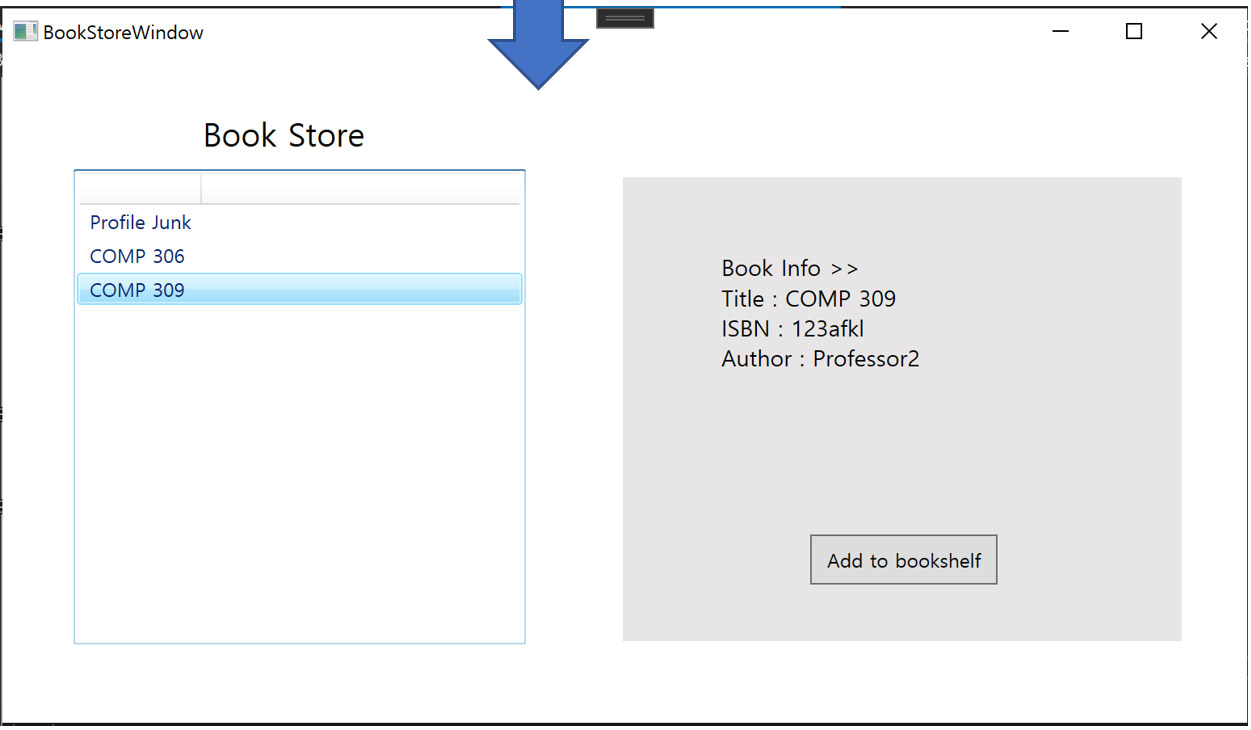 BookStoreWindow
Book Store
Profile Junk
COMP 306
COMP 309
Book Info >>
Title : COMP 309
ISBN : 123afkl
Author : Professor2
Add to bookshelf